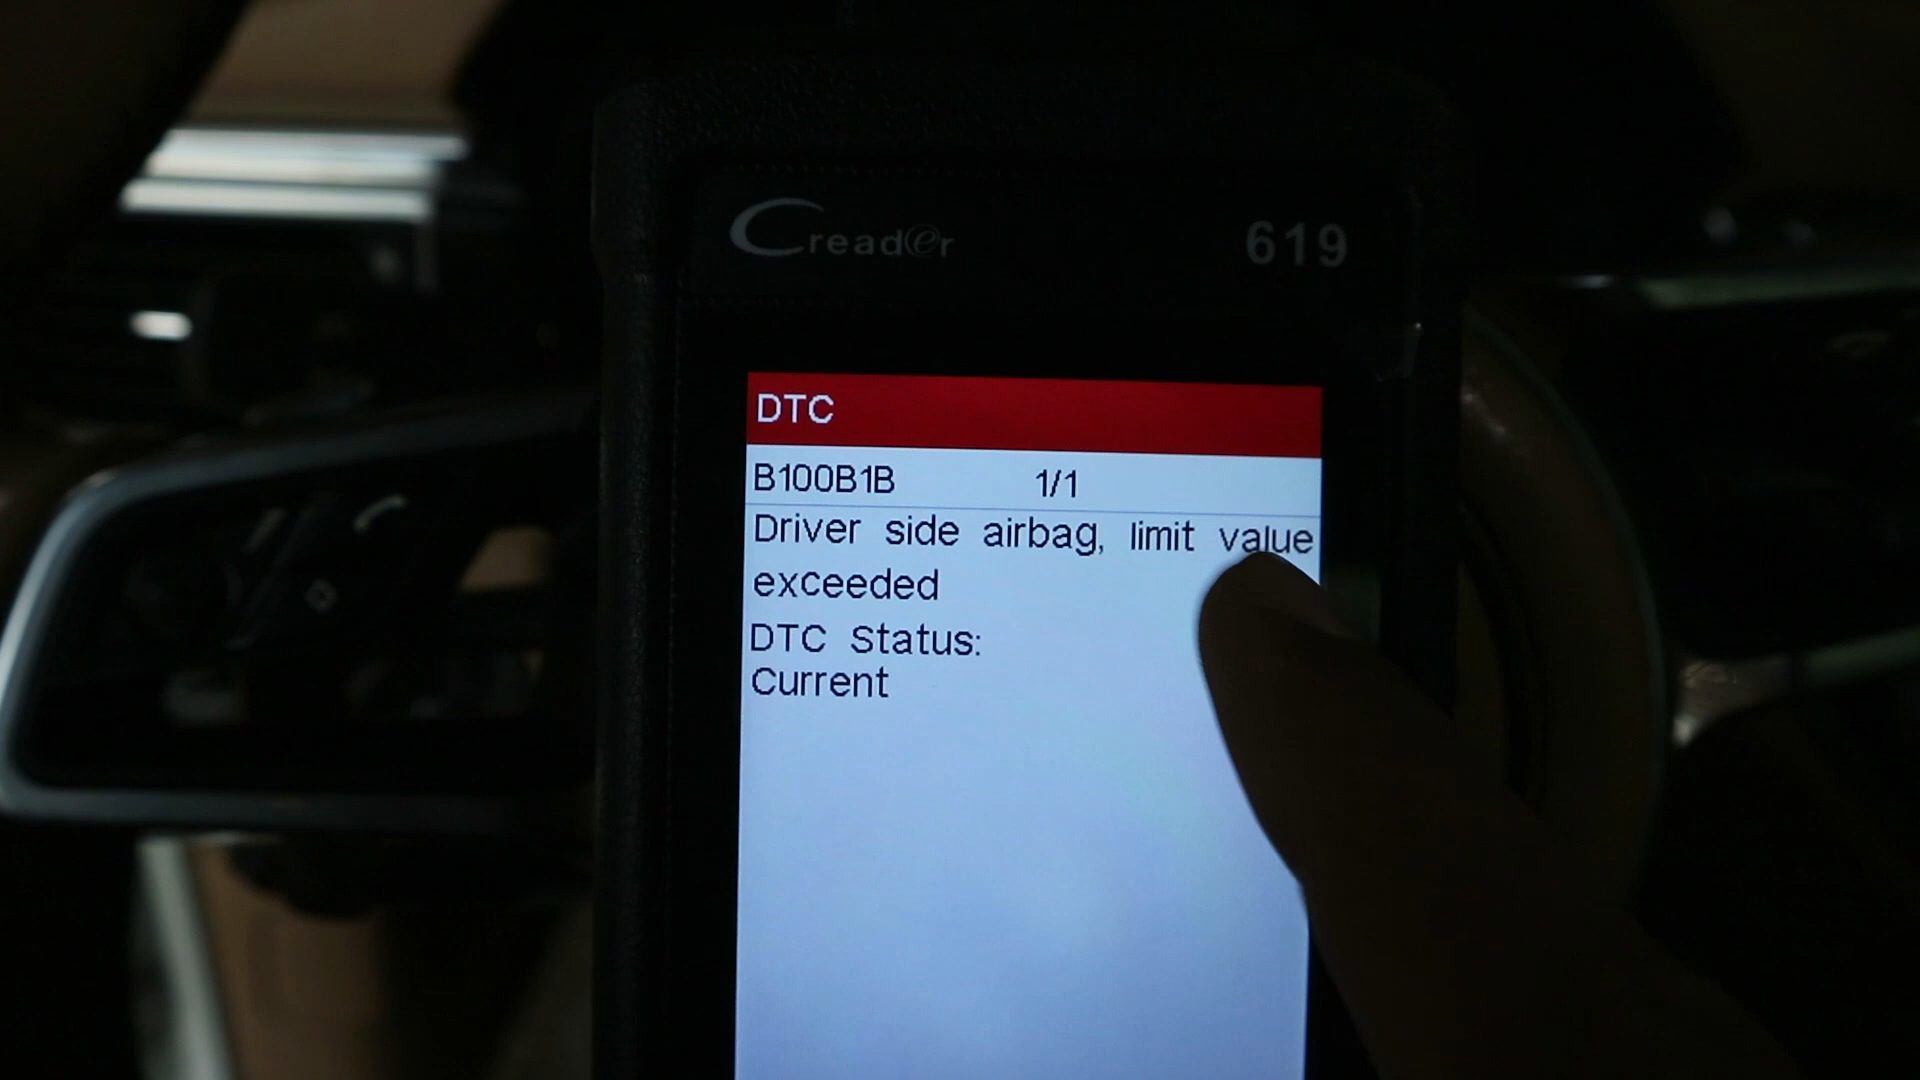 Creader 619
DTC
B100B1B 1/1
Driver side airbag, limit value
exceeded
DTC Status:
Current